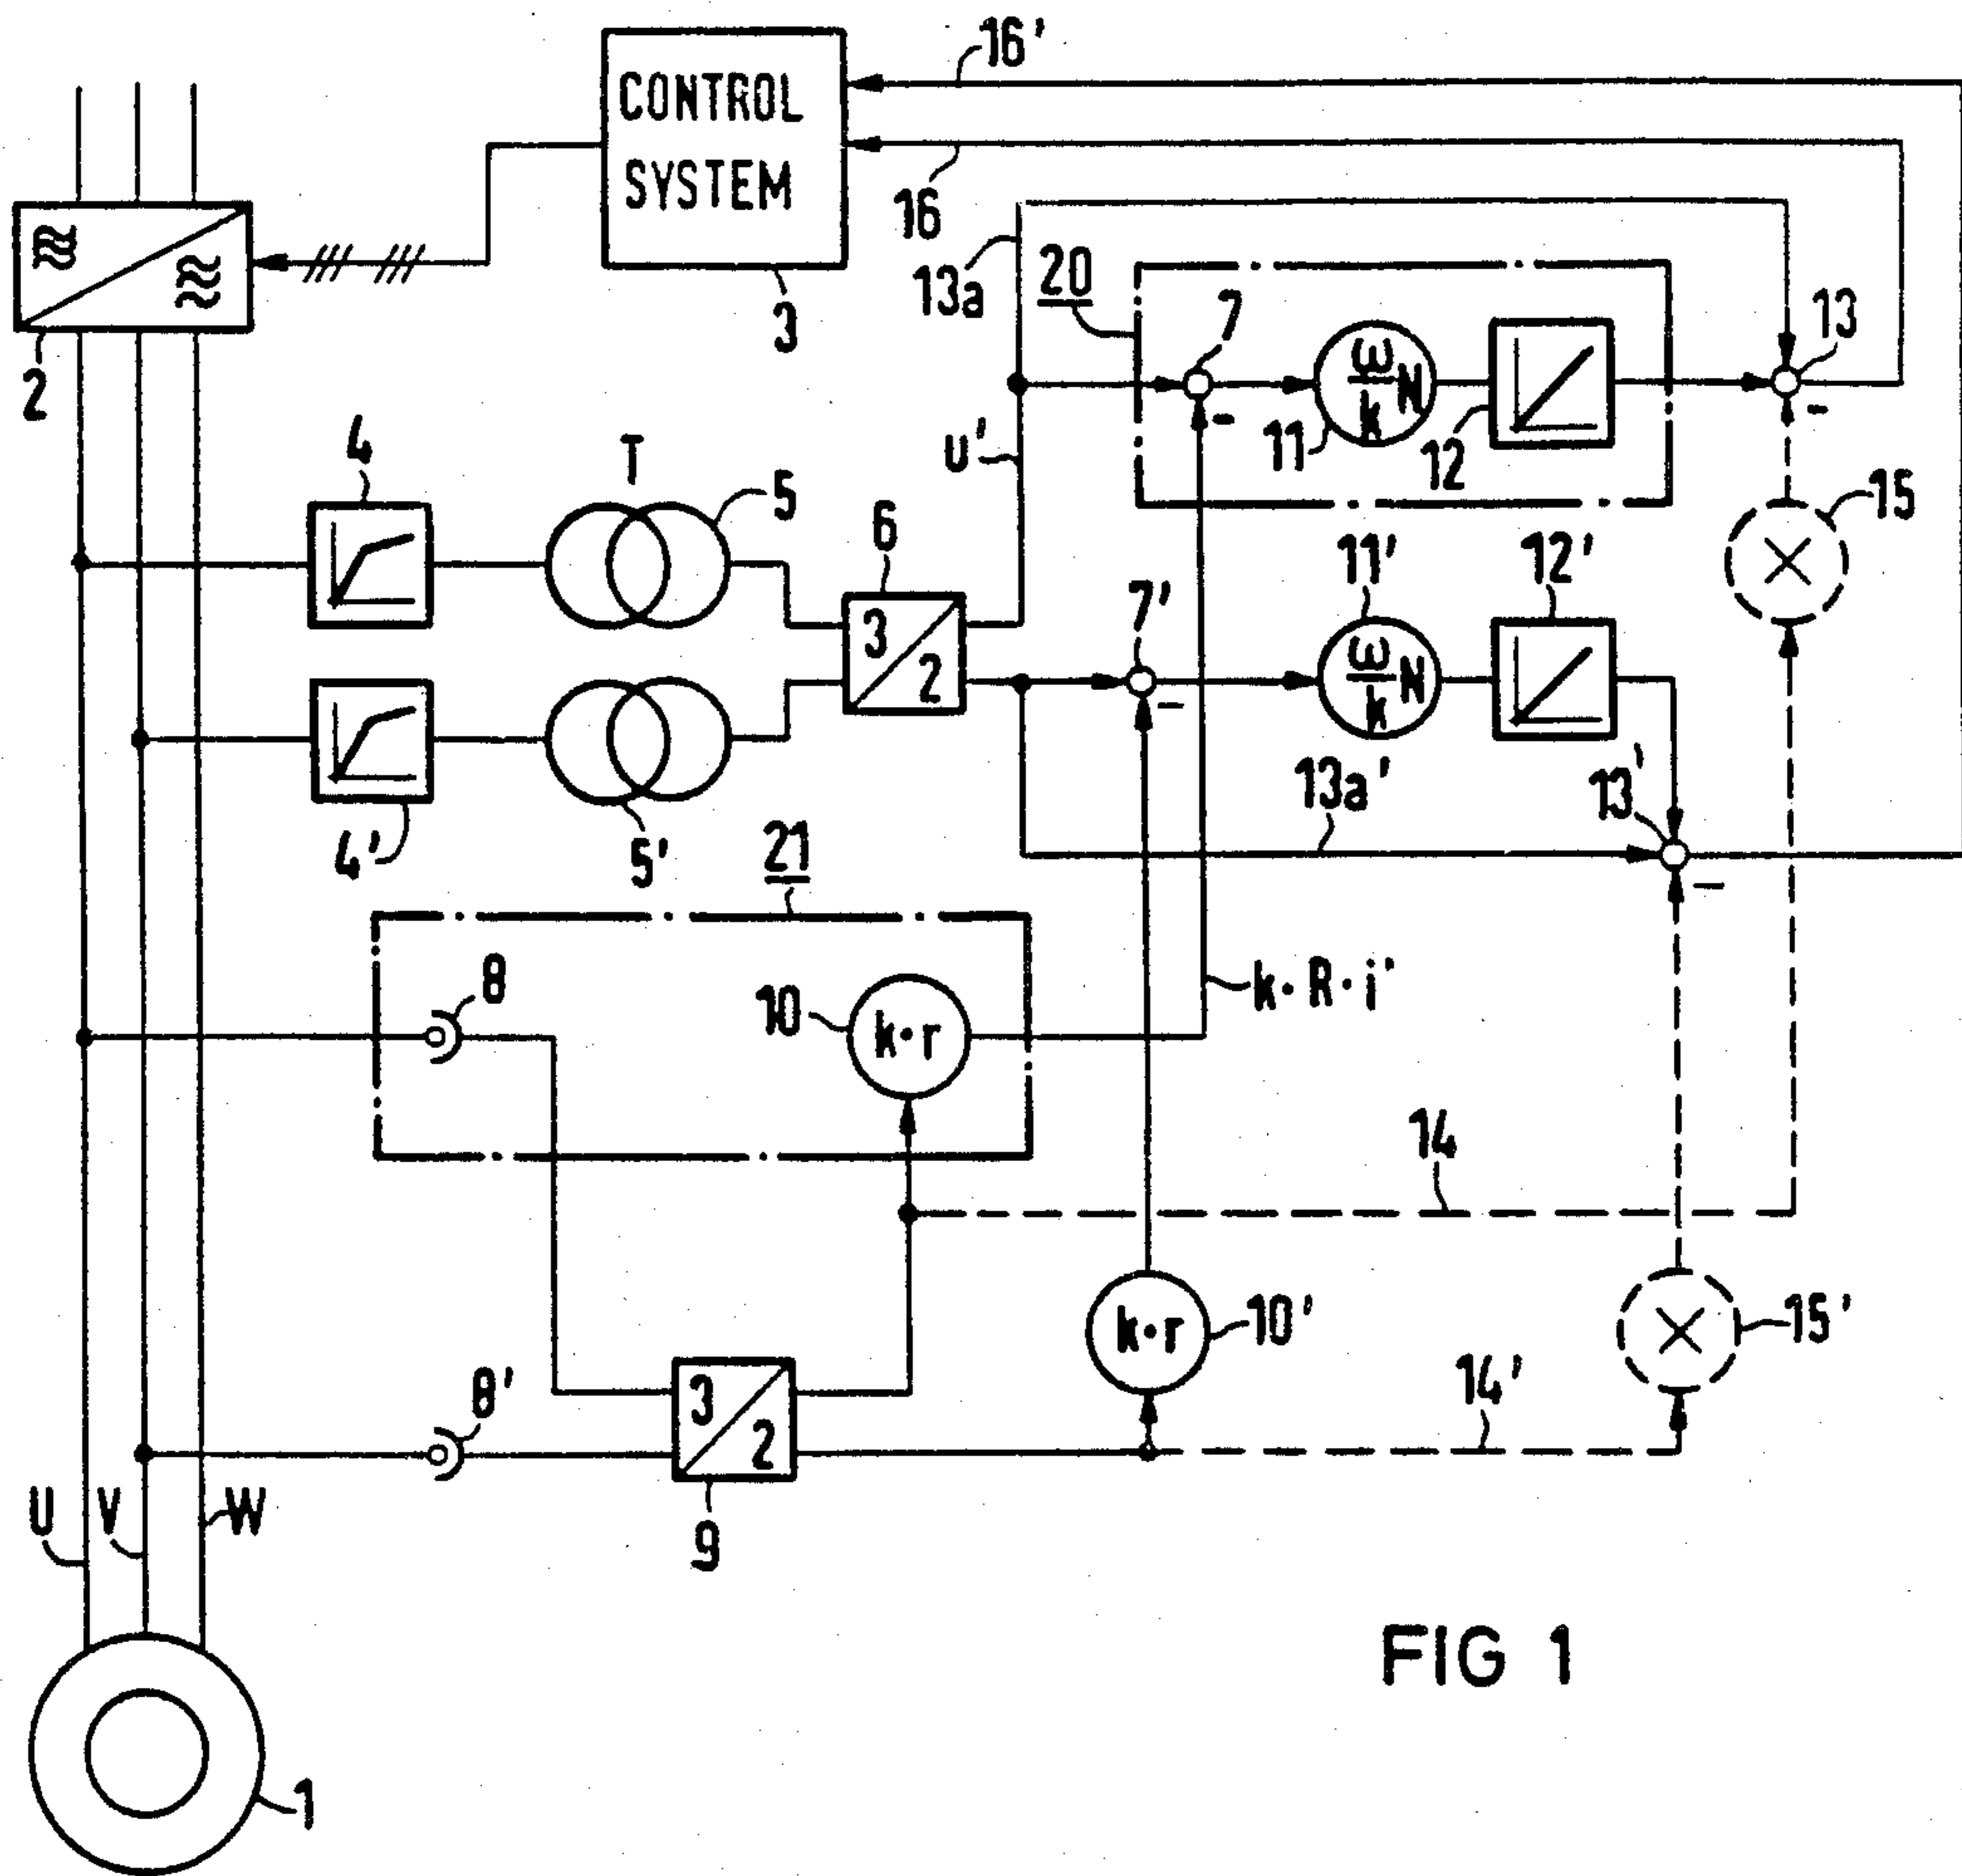 16'
CONTROL
SYSTEM
16
13a
20
7
13
3
2
ω/k N
11
12
u'
4
T
5
6
15
11'
12'
7'
3
2
ω/k N
13a'
13'
4'
5'
21
8
10
k·r
k·R·i'
14
k·r
10'
15'
8'
3
2
14'
U
V
W
9
FIG 1
1